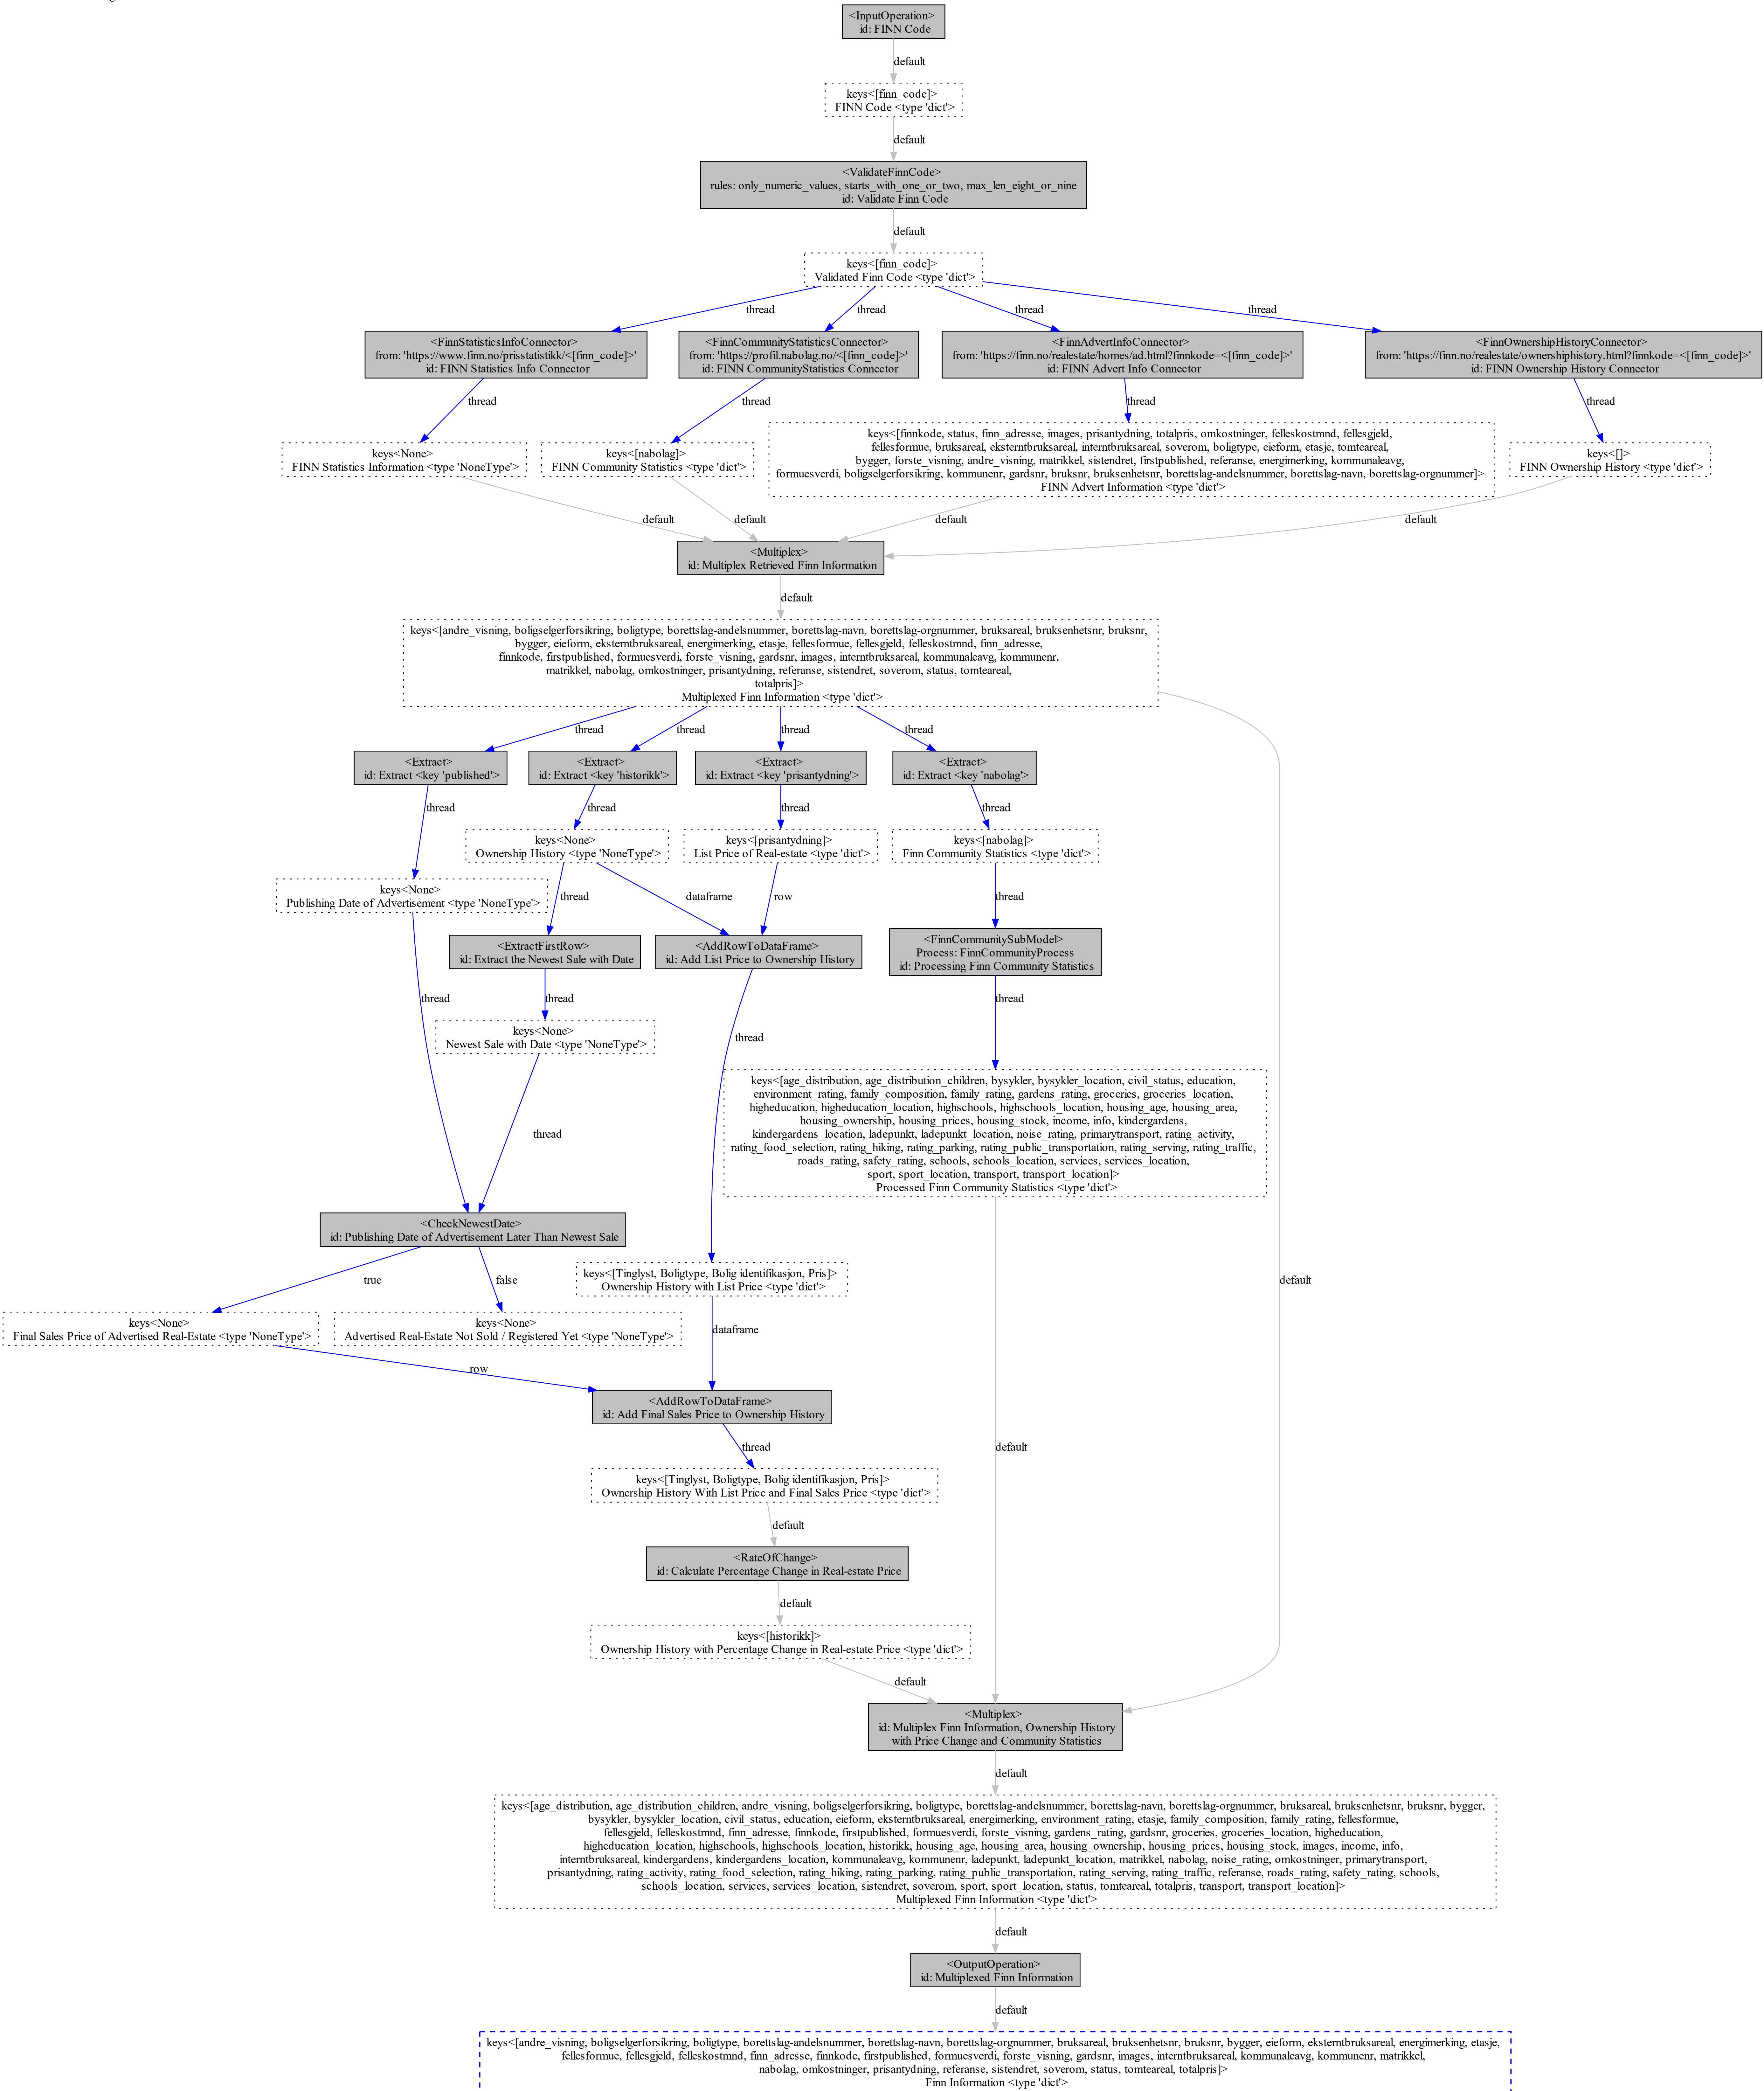 <InputOperation>
id: FINN Code
default
keys<[finn_code]>
FINN Code <type 'dict'>
default
<ValidateFinnCode>
rules: only_numeric_values, starts_with_one_or_two, max_len_eight_or_nine
id: Validate Finn Code
default
keys<[finn_code]>
Validated Finn Code <type 'dict'>
thread
thread
thread
thread
<FinnStatisticsInfoConnector>
from: 'https://www.finn.no/prisstatistikk/<[finn_code]>'
id: FINN Statistics Info Connector
<FinnCommunityStatisticsConnector>
from: 'https://profil.nabolag.no/<[finn_code]>'
id: FINN CommunityStatistics Connector
<FinnAdvertInfoConnector>
from: 'https://finn.no/realestate/homes/ad.html?finnkode=<[finn_code]>'
id: FINN Advert Info Connector
<FinnOwnershipHistoryConnector>
from: 'https://finn.no/realestate/ownershiphistory.html?finnkode=<[finn_code]>'
id: FINN Ownership History Connector
thread
thread
thread
thread
keys<None>
FINN Statistics Information <type 'NoneType'>
keys<[nabolag]>
FINN Community Statistics <type 'dict'>
keys<[finnkode, status, finn_adresse, images, prisantydning, totalpris, omkostninger, felleskostmnd, fellesgjeld,
fellesformue, bruksareal, eksterntbruksareal, interntbruksareal, soverom, boligtype, eieform, etasje, tomteareal,
bygger, forste_visning, andre_visning, matrikkel, sistendret, firstpublished, referanse, energimerking, kommunaleavg,
formuesverdi, boligselgerforsikring, kommunenr, gardsnr, bruksnr, bruksenhetsnr, borettslag-andelsnummer, borettslag-navn, borettslag-orgnummer]>
FINN Advert Information <type 'dict'>
keys<[]>
FINN Ownership History <type 'dict'>
default
default
default
default
<Multiplex>
id: Multiplex Retrieved Finn Information
default
keys<[andre_visning, boligselgerforsikring, boligtype, borettslag-andelsnummer, borettslag-navn, borettslag-orgnummer, bruksareal, bruksenhetsnr, bruksnr,
bygger, eieform, eksterntbruksareal, energimerking, etasje, fellesformue, fellesgjeld, felleskostmnd, finn_adresse,
finnkode, firstpublished, formuesverdi, forste_visning, gardsnr, images, interntbruksareal, kommunaleavg, kommunenr,
matrikkel, nabolag, omkostninger, prisantydning, referanse, sistendret, soverom, status, tomteareal,
totalpris]>
Multiplexed Finn Information <type 'dict'>
thread
thread
thread
thread
<Extract>
id: Extract <key 'published'>
<Extract>
id: Extract <key 'historikk'>
<Extract>
id: Extract <key 'prisantydning'>
<Extract>
id: Extract <key 'nabolag'>
thread
thread
thread
thread
keys<None>
Ownership History <type 'NoneType'>
keys<[prisantydning]>
List Price of Real-estate <type 'dict'>
keys<[nabolag]>
Finn Community Statistics <type 'dict'>
keys<None>
Publishing Date of Advertisement <type 'NoneType'>
thread
dataframe
row
thread
<ExtractFirstRow>
id: Extract the Newest Sale with Date
<AddRowToDataFrame>
id: Add List Price to Ownership History
<FinnCommunitySubModel>
Process: FinnCommunityProcess
id: Processing Finn Community Statistics
thread
thread
thread
keys<None>
Newest Sale with Date <type 'NoneType'>
thread
keys<[age_distribution, age_distribution_children, bysykler, bysykler_location, civil_status, education,
environment_rating, family_composition, family_rating, gardens_rating, groceries, groceries_location,
higheducation, higheducation_location, highschools, highschools_location, housing_age, housing_area,
housing_ownership, housing_prices, housing_stock, income, info, kindergardens,
kindergardens_location, ladepunkt, ladepunkt_location, noise_rating, primarytransport, rating_activity,
rating_food_selection, rating_hiking, rating_parking, rating_public_transportation, rating_serving, rating_traffic,
roads_rating, safety_rating, schools, schools_location, services, services_location,
sport, sport_location, transport, transport_location]>
Processed Finn Community Statistics <type 'dict'>
thread
<CheckNewestDate>
id: Publishing Date of Advertisement Later Than Newest Sale
true
false
keys<[Tinglyst, Boligtype, Bolig identifikasjon, Pris]>
Ownership History with List Price <type 'dict'>
default
keys<None>
Final Sales Price of Advertised Real-Estate <type 'NoneType'>
keys<None>
Advertised Real-Estate Not Sold / Registered Yet <type 'NoneType'>
dataframe
row
<AddRowToDataFrame>
id: Add Final Sales Price to Ownership History
thread
default
keys<[Tinglyst, Boligtype, Bolig identifikasjon, Pris]>
Ownership History With List Price and Final Sales Price <type 'dict'>
default
<RateOfChange>
id: Calculate Percentage Change in Real-estate Price
default
keys<[historikk]>
Ownership History with Percentage Change in Real-estate Price <type 'dict'>
default
<Multiplex>
id: Multiplex Finn Information, Ownership History
with Price Change and Community Statistics
default
keys<[age_distribution, age_distribution_children, andre_visning, boligselgerforsikring, boligtype, borettslag-andelsnummer, borettslag-navn, borettslag-orgnummer, bruksareal, bruksenhetsnr, bruksnr, bygger,
bysykler, bysykler_location, civil_status, education, eieform, eksterntbruksareal, energimerking, environment_rating, etasje, family_composition, family_rating, fellesformue,
fellesgjeld, felleskostmnd, finn_adresse, finnkode, firstpublished, formuesverdi, forste_visning, gardens_rating, gardsnr, groceries, groceries_location, higheducation,
higheducation_location, highschools, highschools_location, historikk, housing_age, housing_area, housing_ownership, housing_prices, housing_stock, images, income, info,
interntbruksareal, kindergardens, kindergardens_location, kommunaleavg, kommunenr, ladepunkt, ladepunkt_location, matrikkel, nabolag, noise_rating, omkostninger, primarytransport,
prisantydning, rating_activity, rating_food_selection, rating_hiking, rating_parking, rating_public_transportation, rating_serving, rating_traffic, referanse, roads_rating, safety_rating, schools,
schools_location, services, services_location, sistendret, soverom, sport, sport_location, status, tomteareal, totalpris, transport, transport_location]>
Multiplexed Finn Information <type 'dict'>
default
<OutputOperation>
id: Multiplexed Finn Information
default
keys<[andre_visning, boligselgerforsikring, boligtype, borettslag-andelsnummer, borettslag-navn, borettslag-orgnummer, bruksareal, bruksenhetsnr, bruksnr, bygger, eieform, eksterntbruksareal, energimerking, etasje,
fellesformue, fellesgjeld, felleskostmnd, finn_adresse, finnkode, firstpublished, formuesverdi, forste_visning, gardsnr, images, interntbruksareal, kommunaleavg, kommunenr, matrikkel,
nabolag, omkostninger, prisantydning, referanse, sistendret, soverom, status, tomteareal, totalpris]>
Finn Information <type 'dict'>